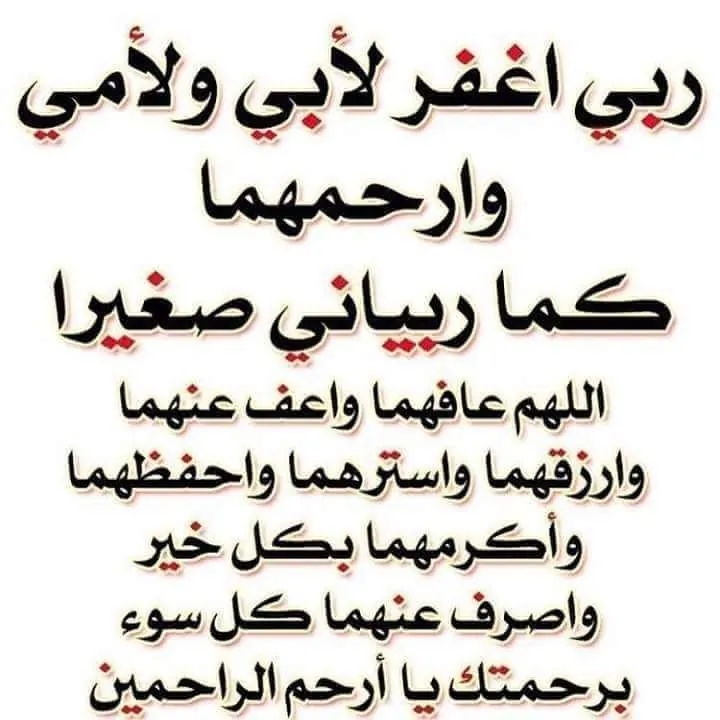 ربي اغفر لأبي ولأمي
وارحمهما
كما ربياني صغيرا
اللهم عافهما واعف عنهما
وارزقهما واسترهما واحفظهما
وأكرمهما بكل خير
واصرف عنهما كل سوء
برحمتك يا أرحم الراحمين